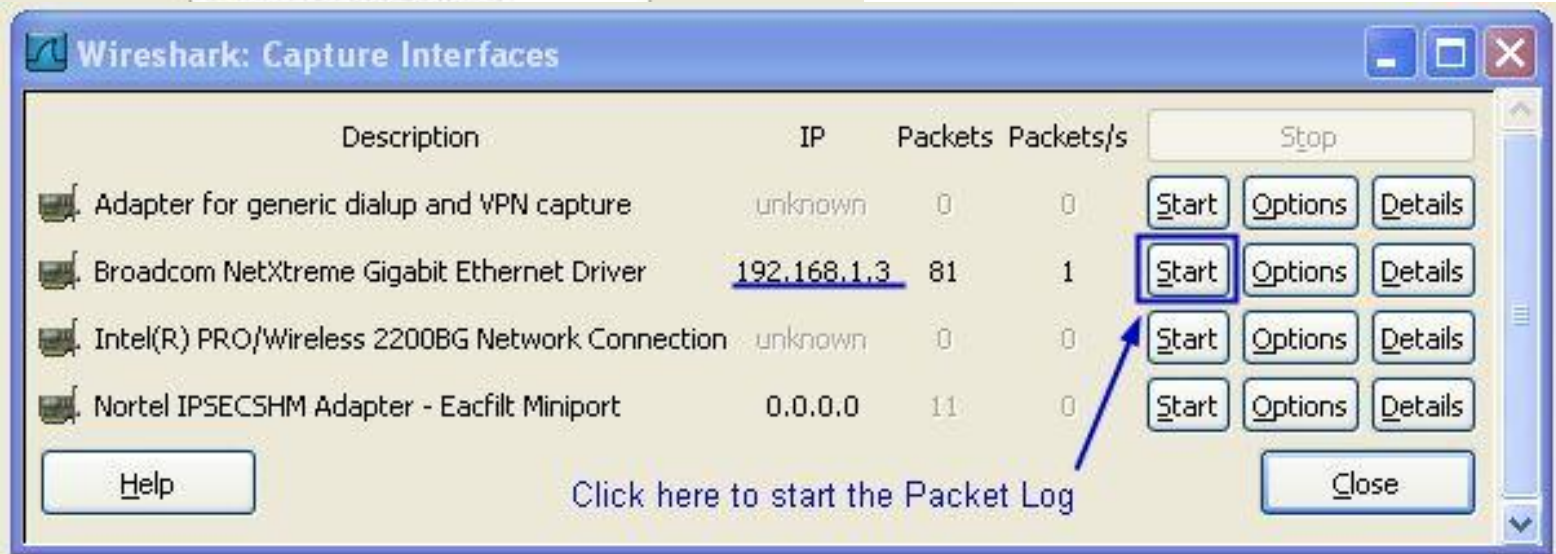 Wireshark: Capture Interfaces
Description IP Packets Packets/s Stop
Adapter for generic dialup and VPN capture unknown 0 0 Start Options Details
Broadcom NetXtreme Gigabit Ethernet Driver 192.168.1.3 81 1 Start Options Details
Intel(R) PRO/Wireless 2200BG Network Connection unknown 0 0 Start Options Details
Nortel IPSECSHM Adapter - Eacfilt Miniport 0.0.0.0 11 0 Start Options Details
Help Click here to start the Packet Log Close